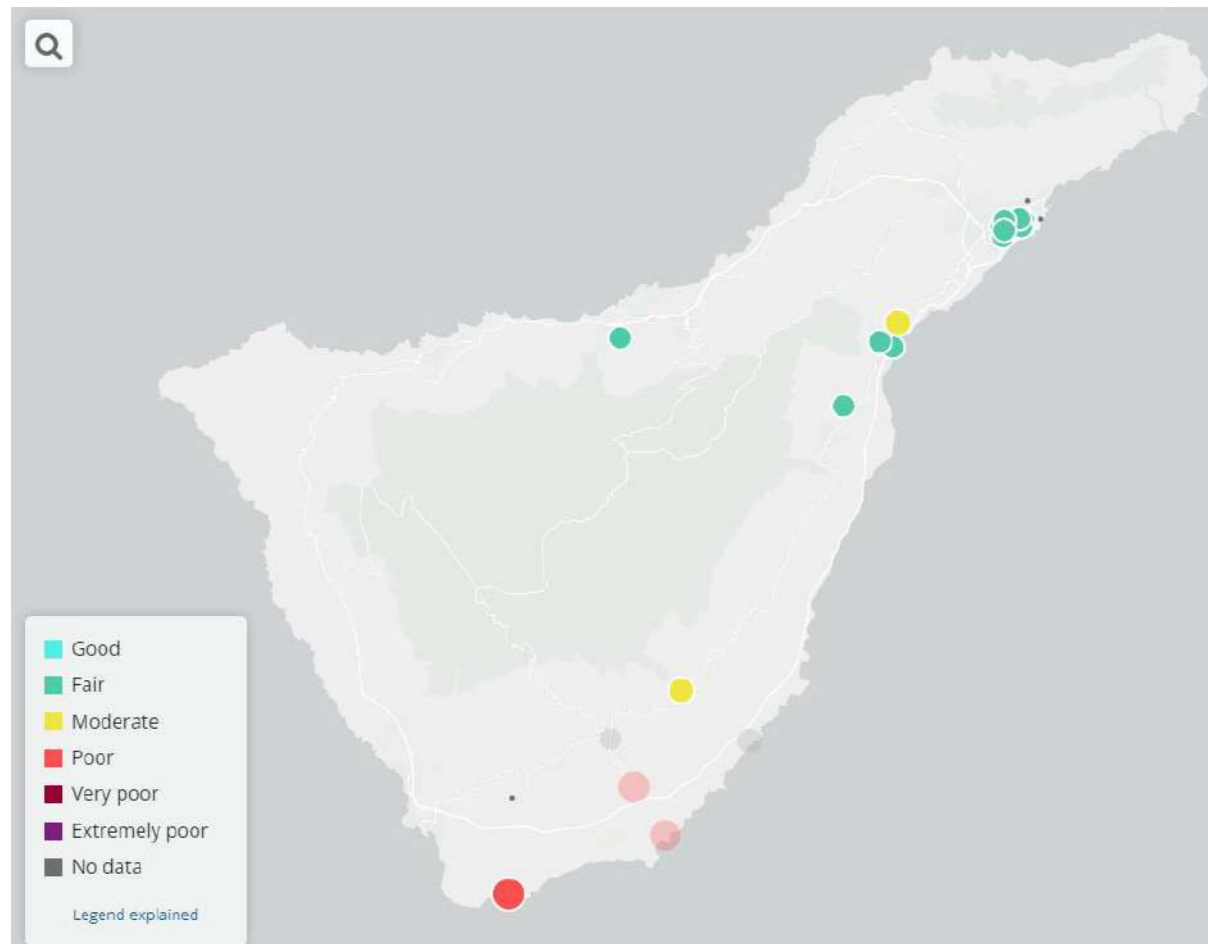 Good
Fair
Moderate
Poor
Very poor
Extremely poor
No data
Legend explained